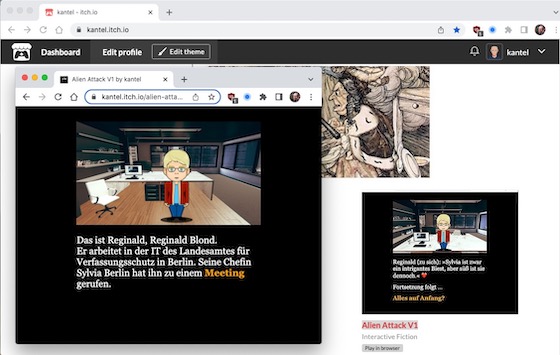 kantel - itch.io
kantel.itch.io
Dashboard
Edit profile
Edit theme
kantel
Alien Attack V1 by kantel
kantel.itch.io/alien-atta...
Das ist Reginald, Reginald Blond.
Er arbeitet in der IT des Landesamtes für
Verfassungschutz in Berlin. Seine Chefin
Sylvia Berlin hat ihn zu einem Meeting
gerufen.
Reginald (zu sich): »Sylvia ist zwar
ein intrigantes Biest, aber süß ist sie
dennoch.«
Fortsetzung folgt ...
Alles auf Anfang?
Alien Attack V1
Interactive Fiction
Play in browser